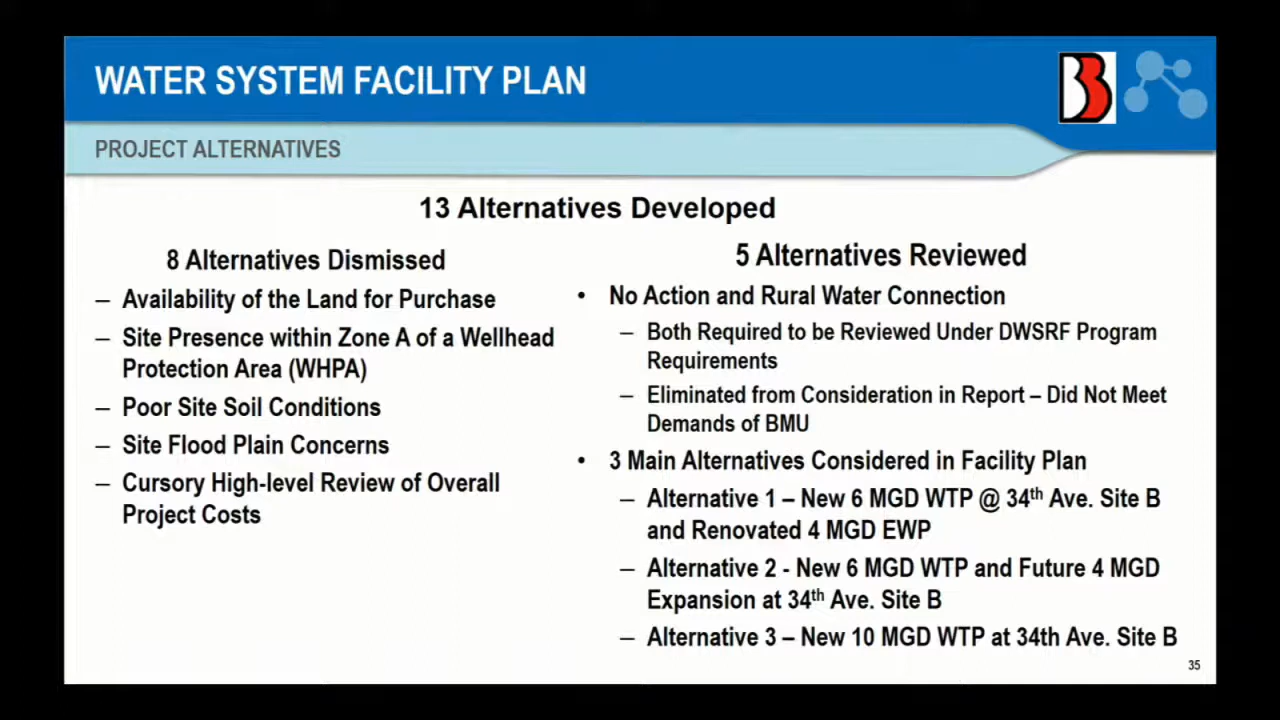 WATER SYSTEM FACILITY PLAN
PROJECT ALTERNATIVES
13 Alternatives Developed
8 Alternatives Dismissed
– Availability of the Land for Purchase
– Site Presence within Zone A of a Wellhead
Protection Area (WHPA)
– Poor Site Soil Conditions
– Site Flood Plain Concerns
– Cursory High-level Review of Overall
Project Costs
5 Alternatives Reviewed
• No Action and Rural Water Connection
– Both Required to be Reviewed Under DWSRF Program
Requirements
– Eliminated from Consideration in Report – Did Not Meet
Demands of BMU
• 3 Main Alternatives Considered in Facility Plan
– Alternative 1 – New 6 MGD WTP @ 34th Ave. Site B
and Renovated 4 MGD EWP
– Alternative 2 - New 6 MGD WTP and Future 4 MGD
Expansion at 34th Ave. Site B
– Alternative 3 – New 10 MGD WTP at 34th Ave. Site B
35